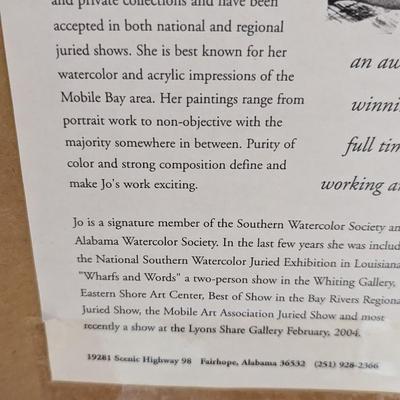 and private collections and have been
accepted in both national and regional
juried shows. She is best known for her
watercolor and acrylic impressions of the
Mobile Bay area. Her paintings range from
portrait work to non-objective with the
majority somewhere in between. Purity of
color and strong composition define and
make Jo's work exciting.
an aw
winni
full tim
working ar
Jo is a signature member of the Southern Watercolor Society an
Alabama Watercolor Society. In the last few years she was includ
the National Southern Watercolor Juried Exhibition in Louisiana
"Wharfs and Words" a two-person show in the Whiting Gallery,
Eastern Shore Art Center, Best of Show in the Bay Rivers Regiona
Juried Show, the Mobile Art Association Juried Show and most
recently a show at the Lyons Share Gallery February, 2004.
19281 Scenic Highway 98 Fairhope, Alabama 36532 (251) 928-2366